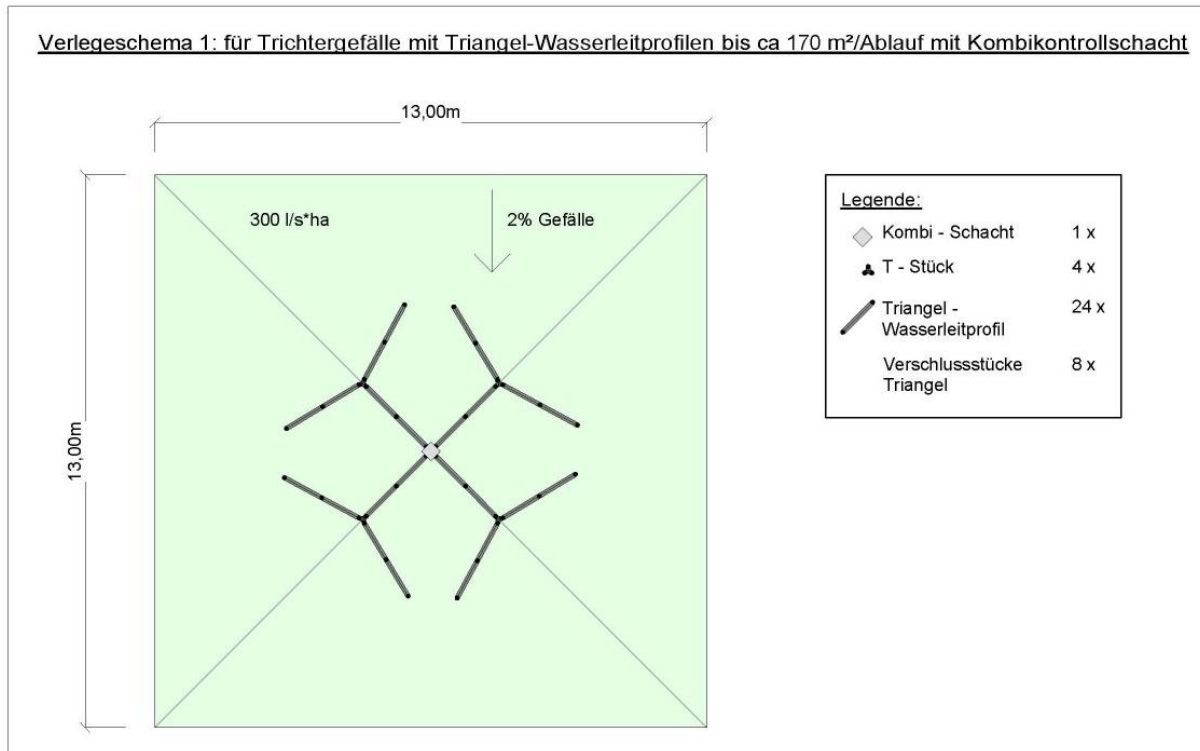 Verlegeschema 1: für Trichtergefälle mit Triangel-Wasserleitprofilen bis ca 170 m²/Ablauf mit Kombikontrollschacht
13,00m
300 l/s*ha
2% Gefälle
13,00m
Legende:
Kombi - Schacht 1 x
T - Stück 4 x
Triangel - 24 x
Wasserleitprofil
Verschlussstücke 8 x
Triangel